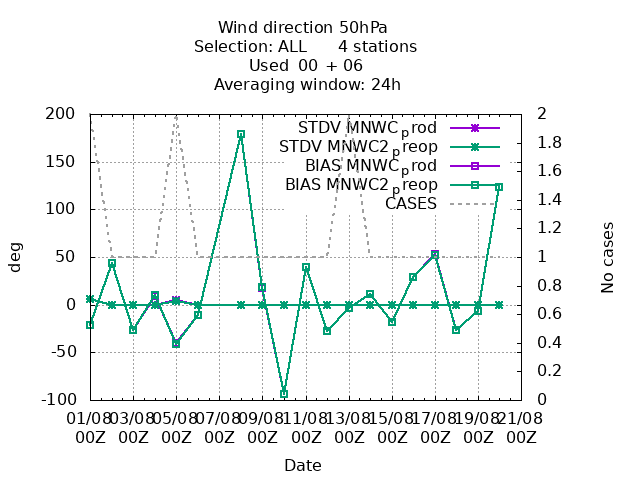 Wind direction 50hPa
Selection: ALL 4 stations
Used 00 + 06
Averaging window: 24h
deg
200
150
100
50
0
-50
-100
STDV MNWC_prod
STDV MNWC2_preop
BIAS MNWC_prod
BIAS MNWC2_preop
CASES
2
1.8
1.6
1.4
1.2
1
0.8
0.6
0.4
0.2
0
No cases
01/08 03/08 05/08 07/08 09/08 11/08 13/08 15/08 17/08 19/08 21/08
00Z 00Z 00Z 00Z 00Z 00Z 00Z 00Z 00Z 00Z 00Z
Date